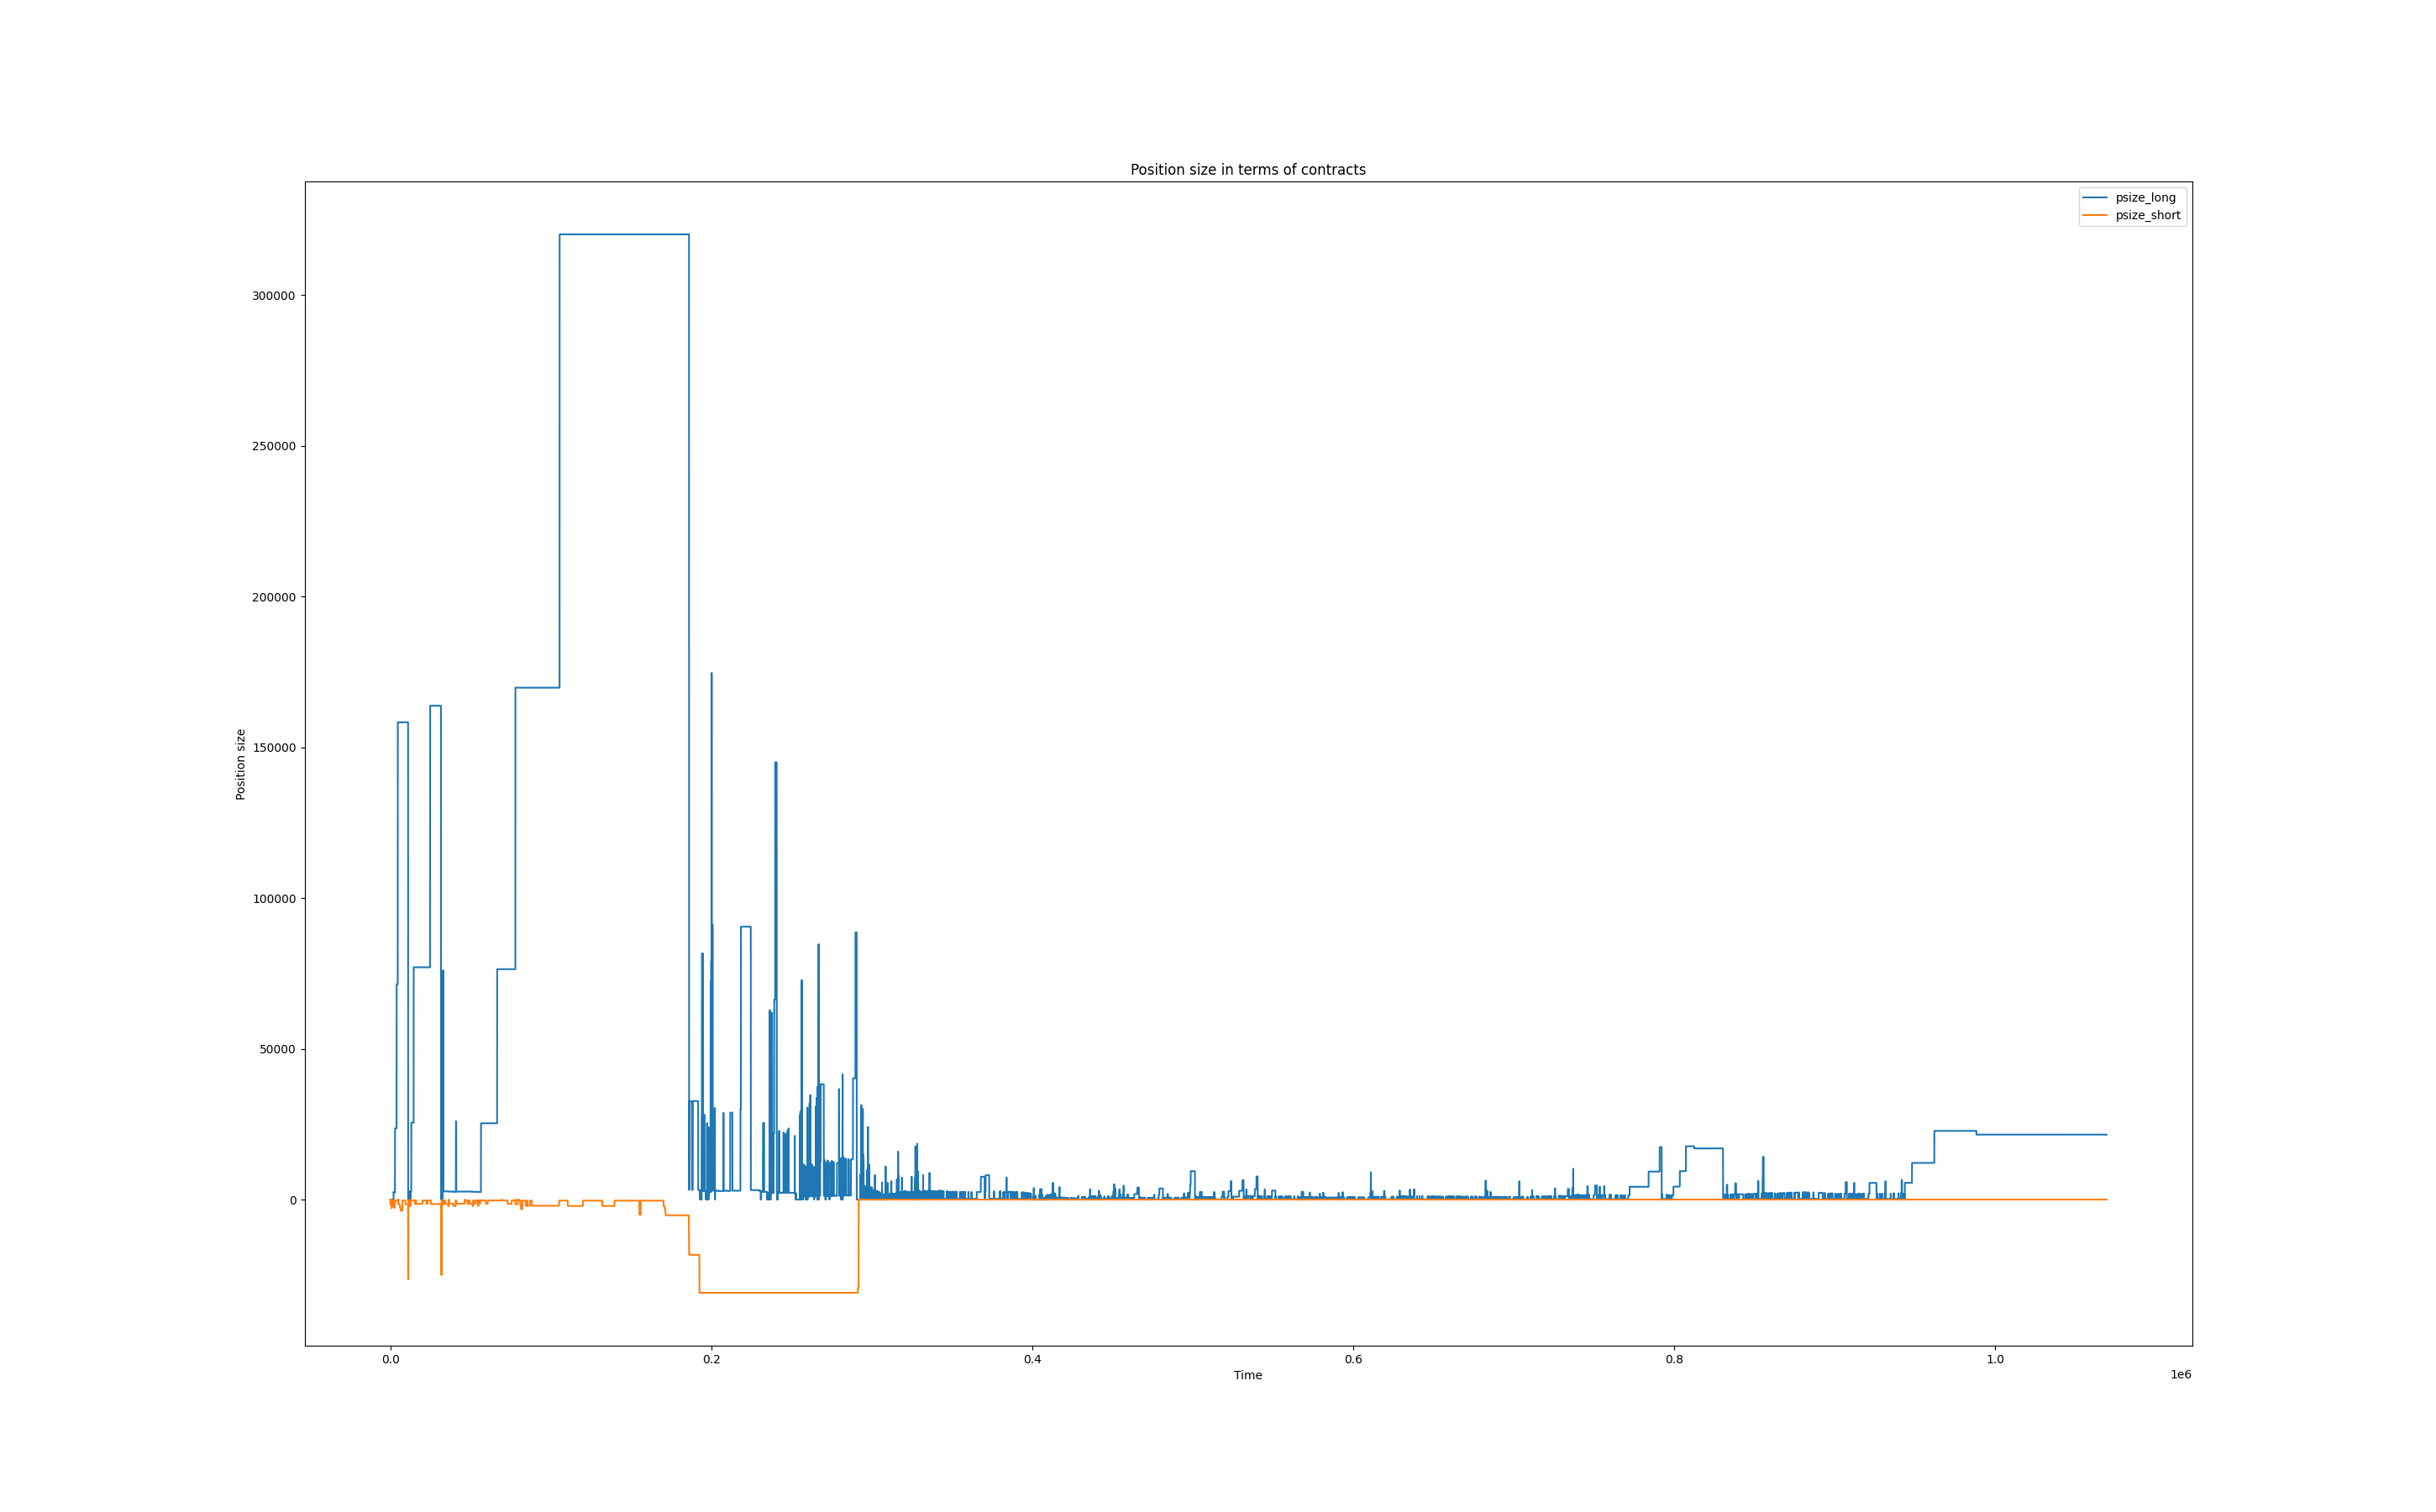 Position size in terms of contracts
psize_long
psize_short
300000
250000
200000
150000
100000
50000
0
Position size
0.0
0.2
0.4
0.6
0.8
1.0
Time
1e6